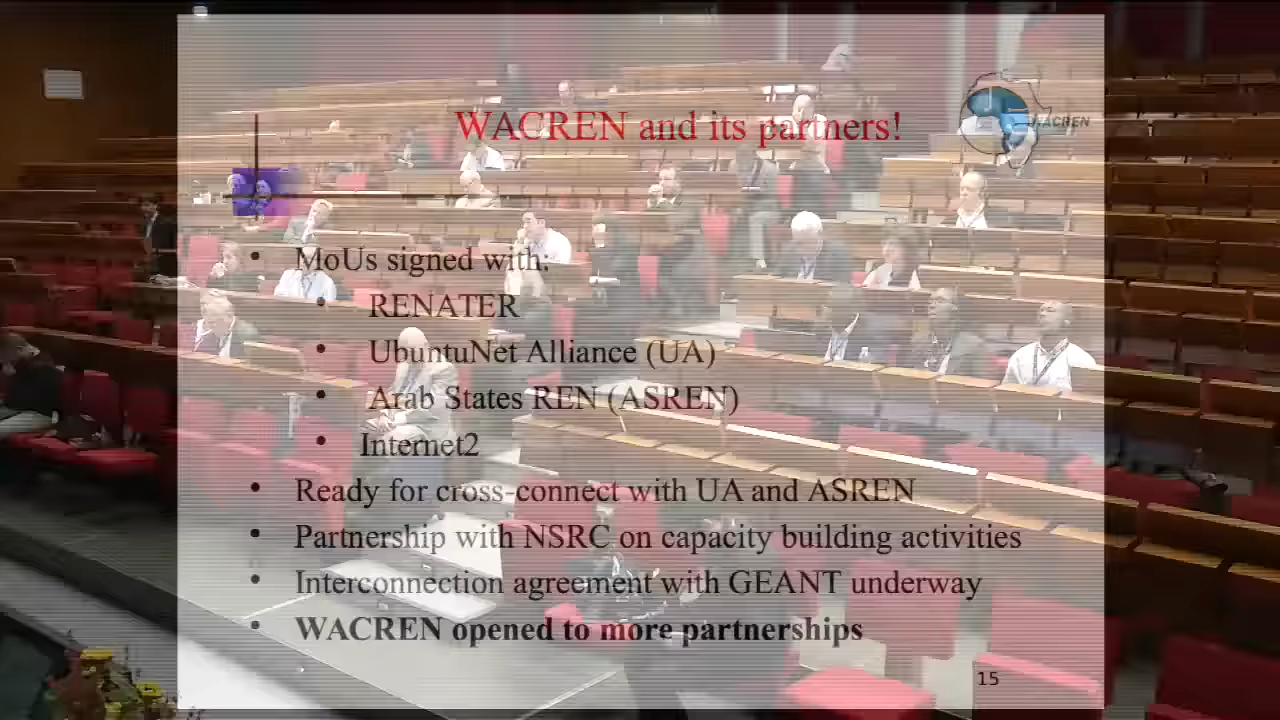 WACREN and its partners!
WACREN
• MoUs signed with:
• RENATER
• UbuntuNet Alliance (UA)
• Arab States REN (ASREN)
• Internet2
• Ready for cross-connect with UA and ASREN
• Partnership with NSRC on capacity building activities
• Interconnection agreement with GEANT underway
• WACREN opened to more partnerships
15